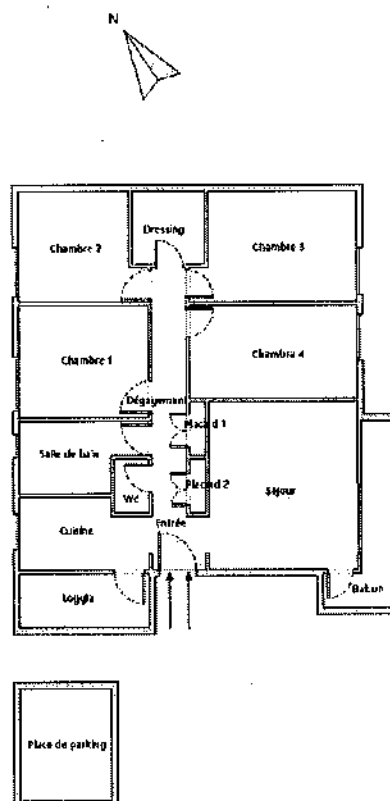 N
Dressing
Chambre 2
Chambre 3
Chambre 1
Chambre 4
Dégagement
Placard 1
Salle de bain
Placard 2
Séjour
WC
Cuisine
Entrée
Loggia
Balcon
Place de parking